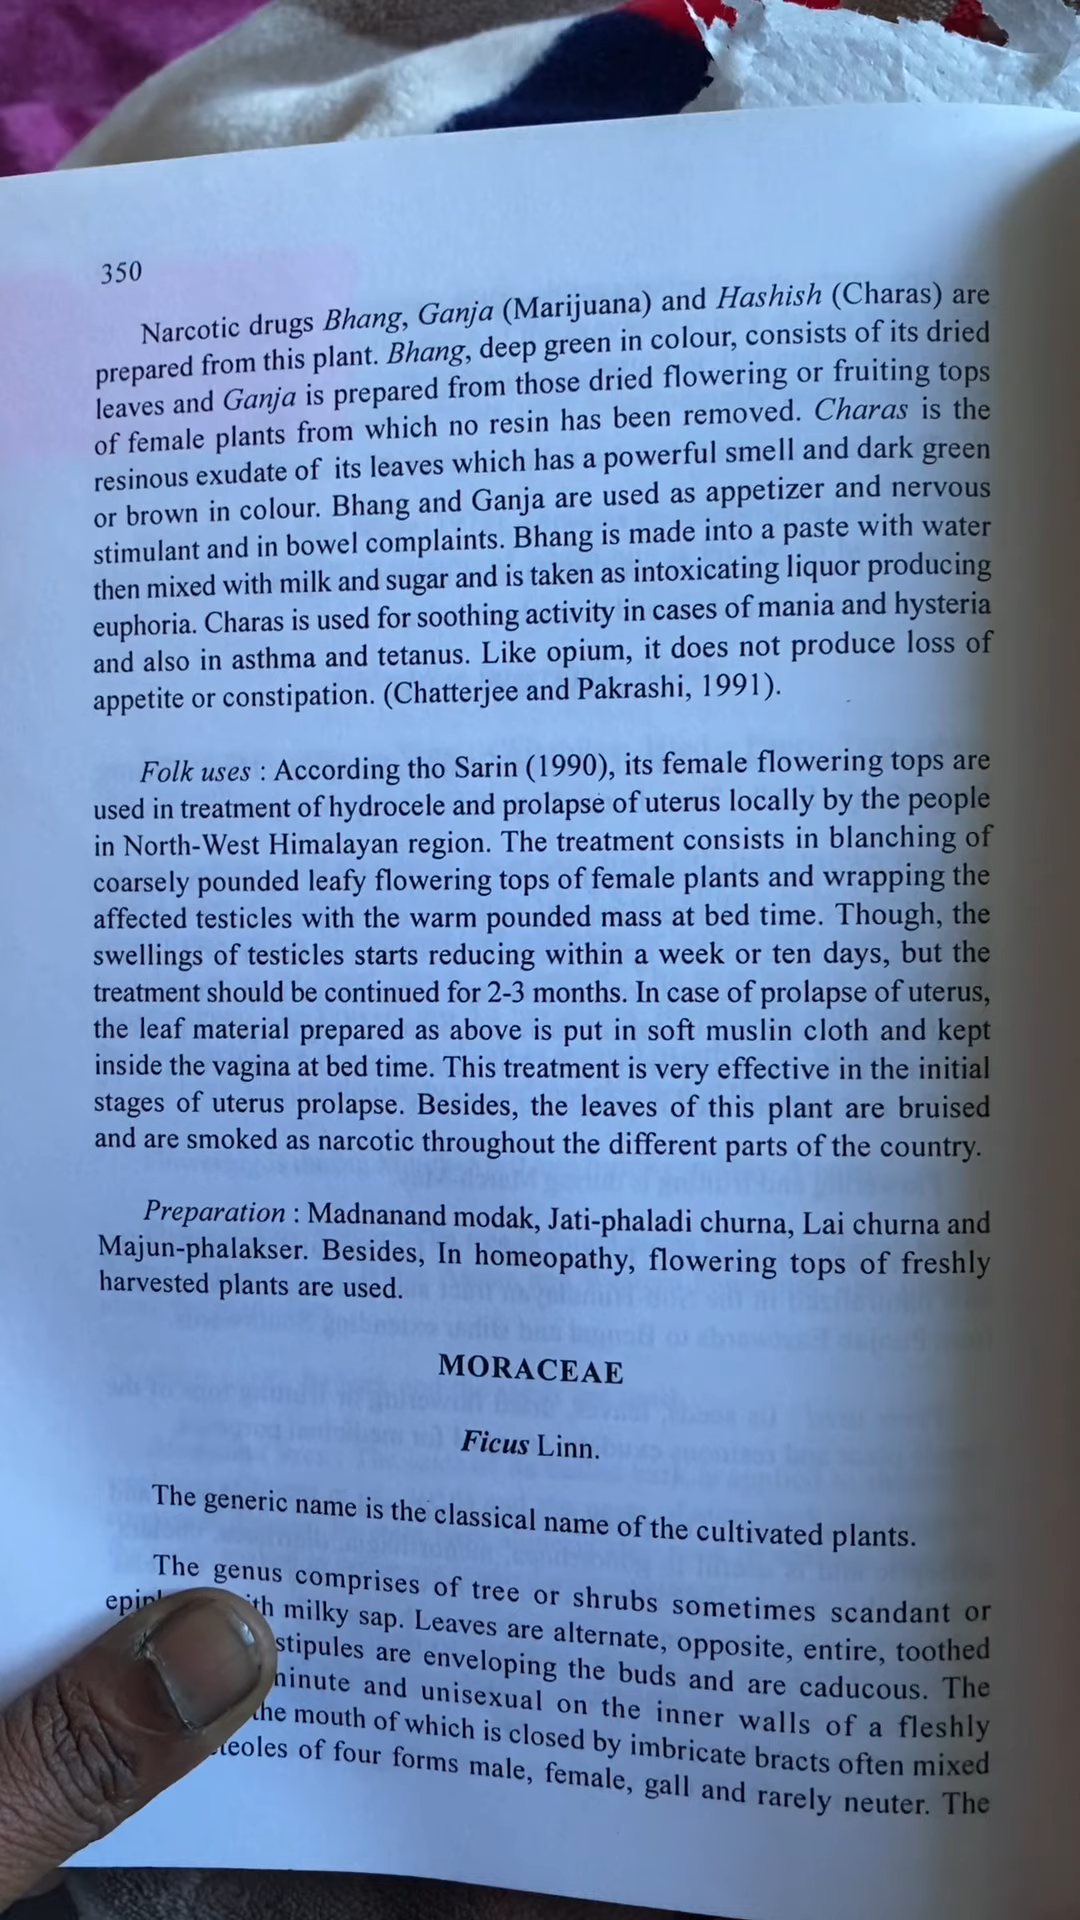 350
Narcotic drugs Bhang, Ganja (Marijuana) and Hashish (Charas) are
prepared from this plant. Bhang, deep green in colour, consists of its dried
leaves and Ganja is prepared from those dried flowering or fruiting tops
of female plants from which no resin has been removed. Charas is the
resinous exudate of its leaves which has a powerful smell and dark green
or brown in colour. Bhang and Ganja are used as appetizer and nervous
stimulant and in bowel complaints. Bhang is made into a paste with water
then mixed with milk and sugar and is taken as intoxicating liquor producing
euphoria. Charas is used for soothing activity in cases of mania and hysteria
and also in asthma and tetanus. Like opium, it does not produce loss of
appetite or constipation. (Chatterjee and Pakrashi, 1991).
Folk uses : According tho Sarin (1990), its female flowering tops are
used in treatment of hydrocele and prolapse of uterus locally by the people
in North-West Himalayan region. The treatment consists in blanching of
coarsely pounded leafy flowering tops of female plants and wrapping the
affected testicles with the warm pounded mass at bed time. Though, the
swellings of testicles starts reducing within a week or ten days, but the
treatment should be continued for 2-3 months. In case of prolapse of uterus,
the leaf material prepared as above is put in soft muslin cloth and kept
inside the vagina at bed time. This treatment is very effective in the initial
stages of uterus prolapse. Besides, the leaves of this plant are bruised
and are smoked as narcotic throughout the different parts of the country.
Preparation : Madnanand modak, Jati-phaladi churna, Lai churna and
Majun-phalakser. Besides, In homeopathy, flowering tops of freshly
harvested plants are used.
MORACEAE
Ficus Linn.
The generic name is the classical name of the cultivated plants.
The genus comprises of tree or shrubs sometimes scandant or
milky sap. Leaves are alternate, opposite, entire, toothed
stipules are enveloping the buds and are caducous. The
and unisexual on the inner walls of a fleshly
the mouth of which is closed by imbricate bracts often mixed
of four forms male, female, gall and rarely neuter. The